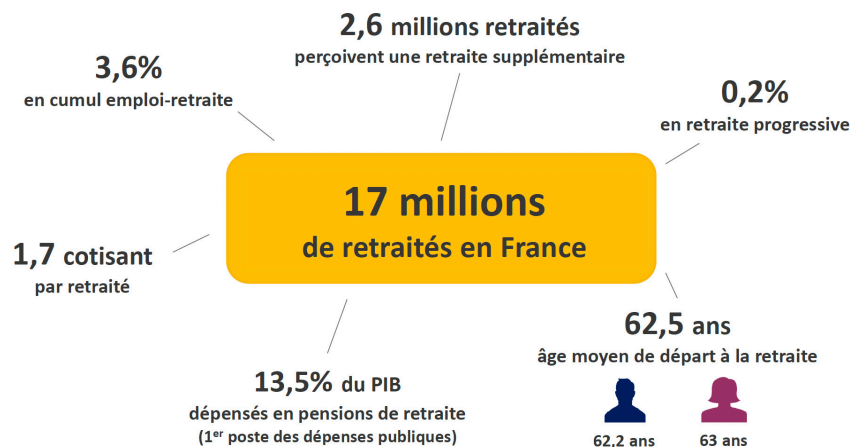 2,6 millions retraités
perçoivent une retraite supplémentaire
3,6%
en cumul emploi-retraite
0,2%
en retraite progressive
17 millions
de retraités en France
1,7 cotisant
par retraité
62,5 ans
âge moyen de départ à la retraite
13,5% du PIB
dépensés en pensions de retraite
(1er poste des dépenses publiques)
62,2 ans
63 ans